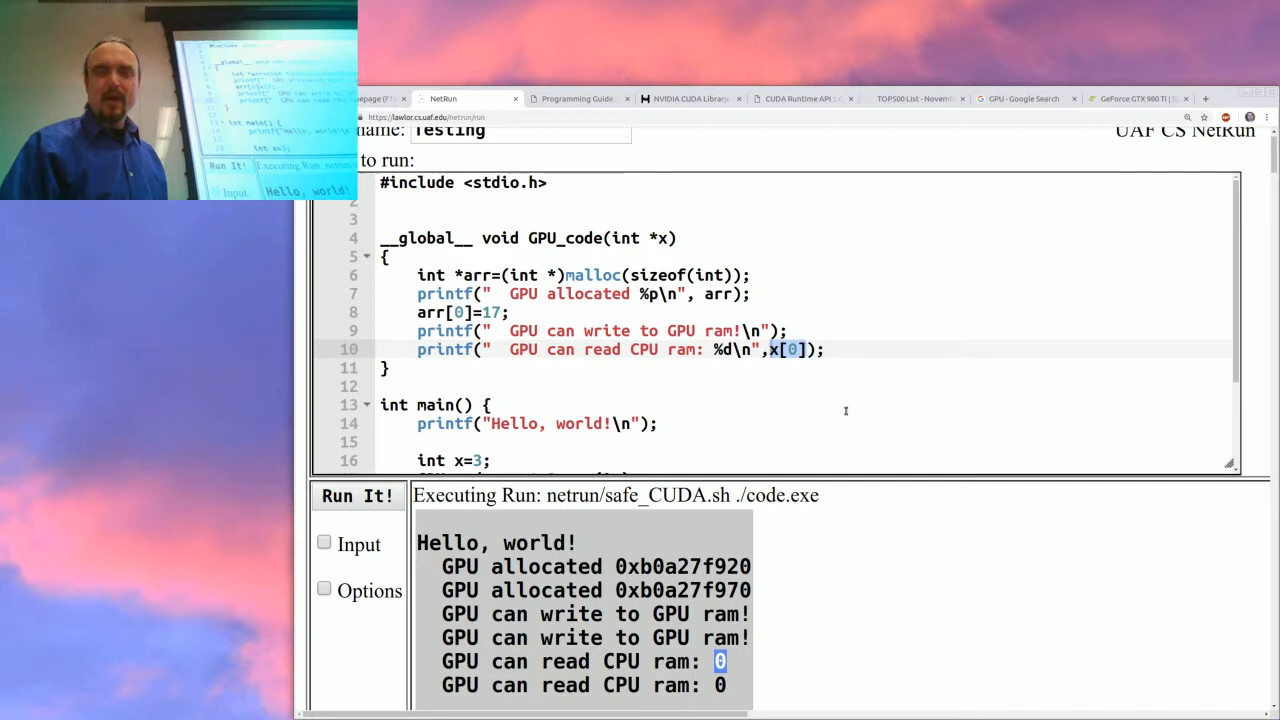 mepage (F1
NetRun
Programming Guide
NVIDIA CUDA Library
CUDA Runtime API :: C
TOP500 List - Novemb
GPU - Google Search
GeForce GTX 980 Ti |
https://lawlor.cs.uaf.edu/netrun/run
name: Testing
UAF CS NetRun
to run:
#include <stdio.h>
2
3
4 __global__ void GPU_code(int *x)
5 {
6 int *arr=(int *)malloc(sizeof(int));
7 printf("  GPU allocated %p\n", arr);
8 arr[0]=17;
9 printf("  GPU can write to GPU ram!\n");
10 printf("  GPU can read CPU ram: %d\n",x[0]);
11 }
12
13 int main() {
14 printf("Hello, world!\n");
15
16 int x=3;
Run It!
Input
Options
Executing Run: netrun/safe_CUDA.sh ./code.exe
Hello, world!
GPU allocated 0xb0a27f920
GPU allocated 0xb0a27f970
GPU can write to GPU ram!
GPU can write to GPU ram!
GPU can read CPU ram: 0
GPU can read CPU ram: 0